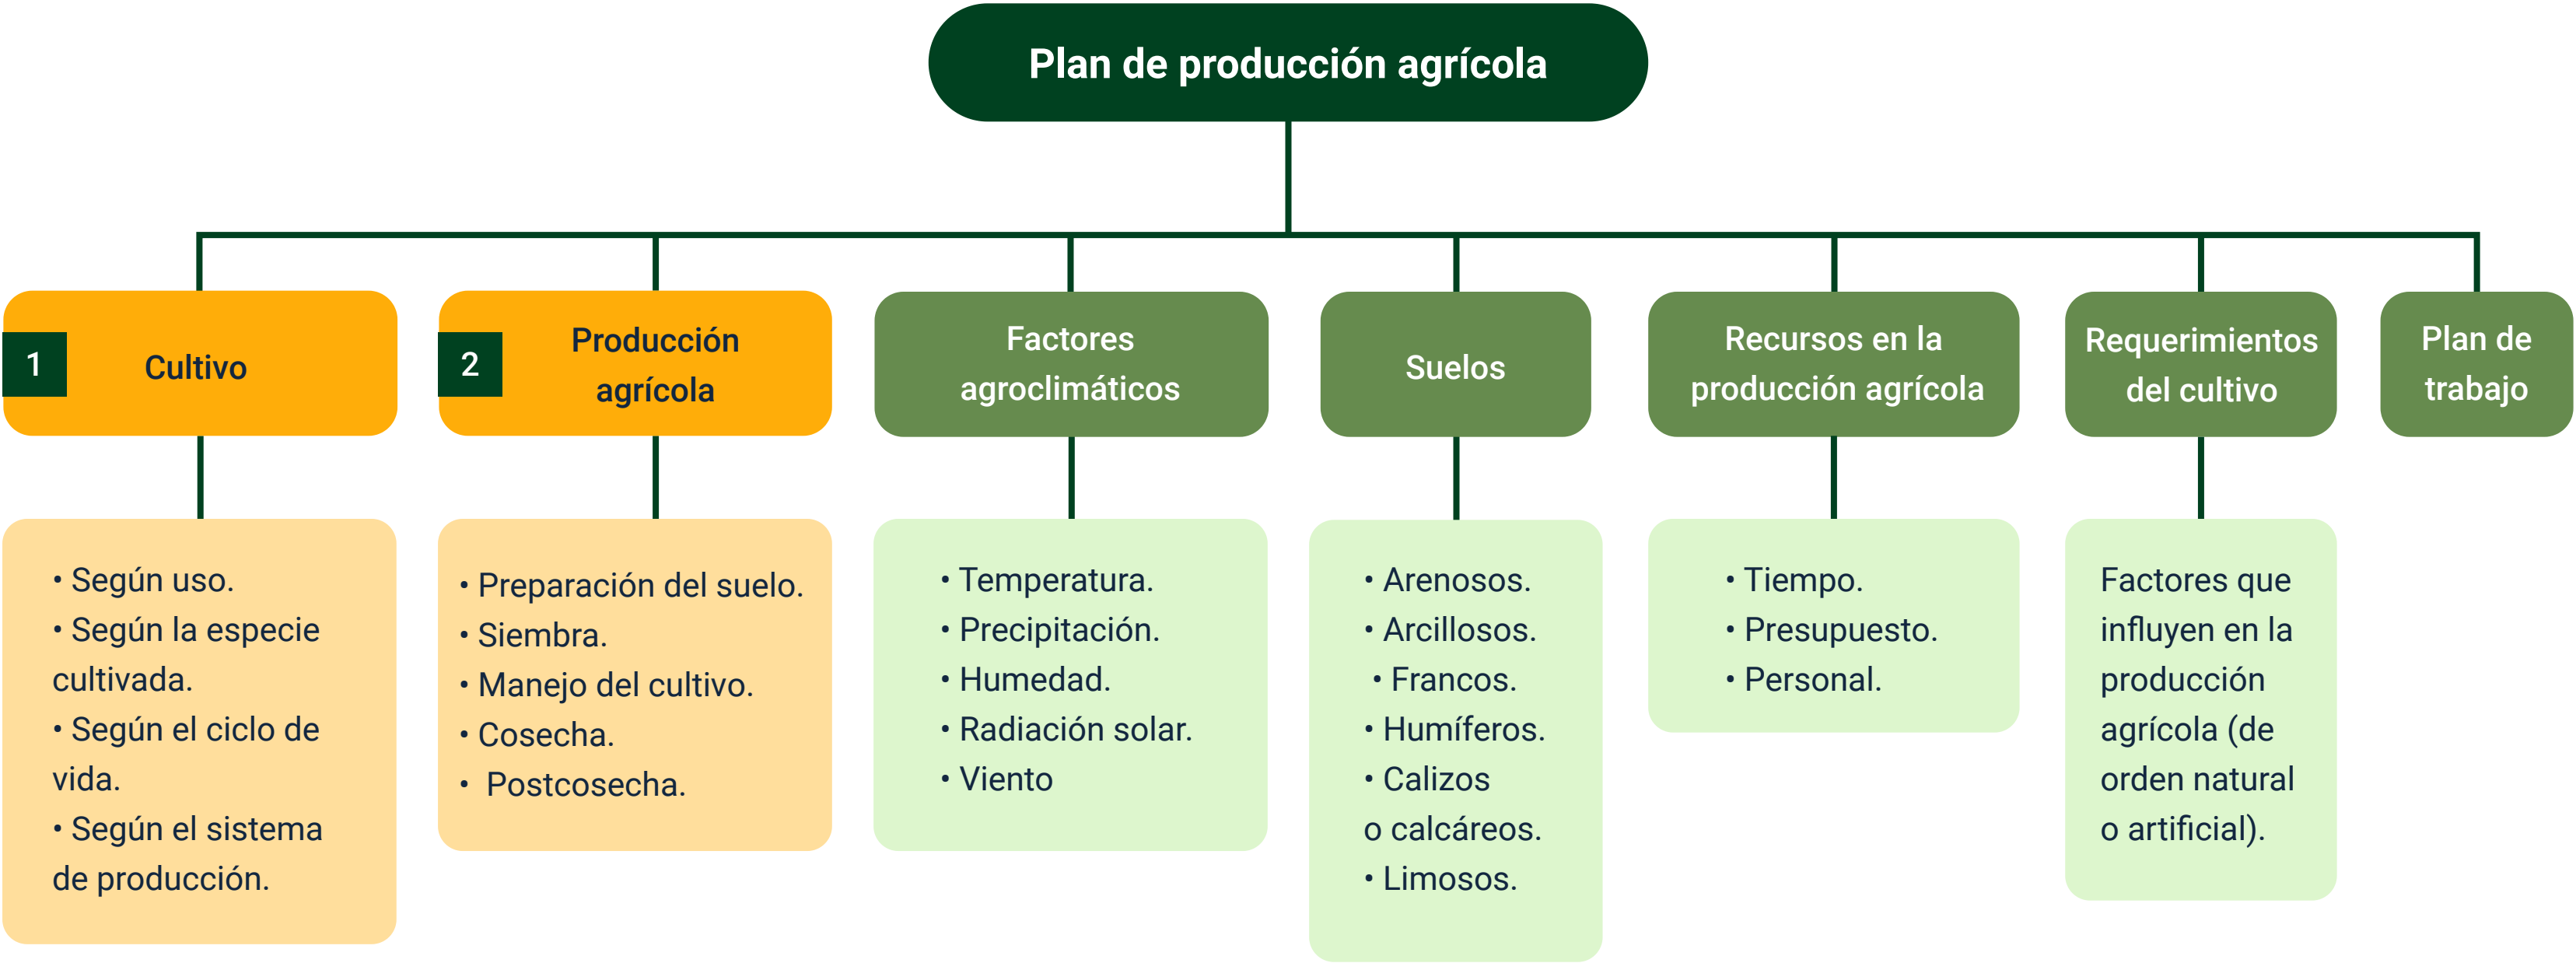 Plan de producción agrícola
1
Cultivo
2
Producción
agrícola
Factores
agroclimáticos
Suelos
Recursos en la
producción agrícola
Requerimientos
del cultivo
Plan de
trabajo
• Según uso.
• Según la especie
cultivada.
• Según el ciclo de
vida.
• Según el sistema
de producción.
• Preparación del suelo.
• Siembra.
• Manejo del cultivo.
• Cosecha.
• Postcosecha.
• Temperatura.
• Precipitación.
• Humedad.
• Radiación solar.
• Viento
• Arenosos.
• Arcillosos.
• Francos.
• Humíferos.
• Calizos
o calcáreos.
• Limosos.
• Tiempo.
• Presupuesto.
• Personal.
Factores que
influyen en la
producción
agrícola (de
orden natural
o artificial).